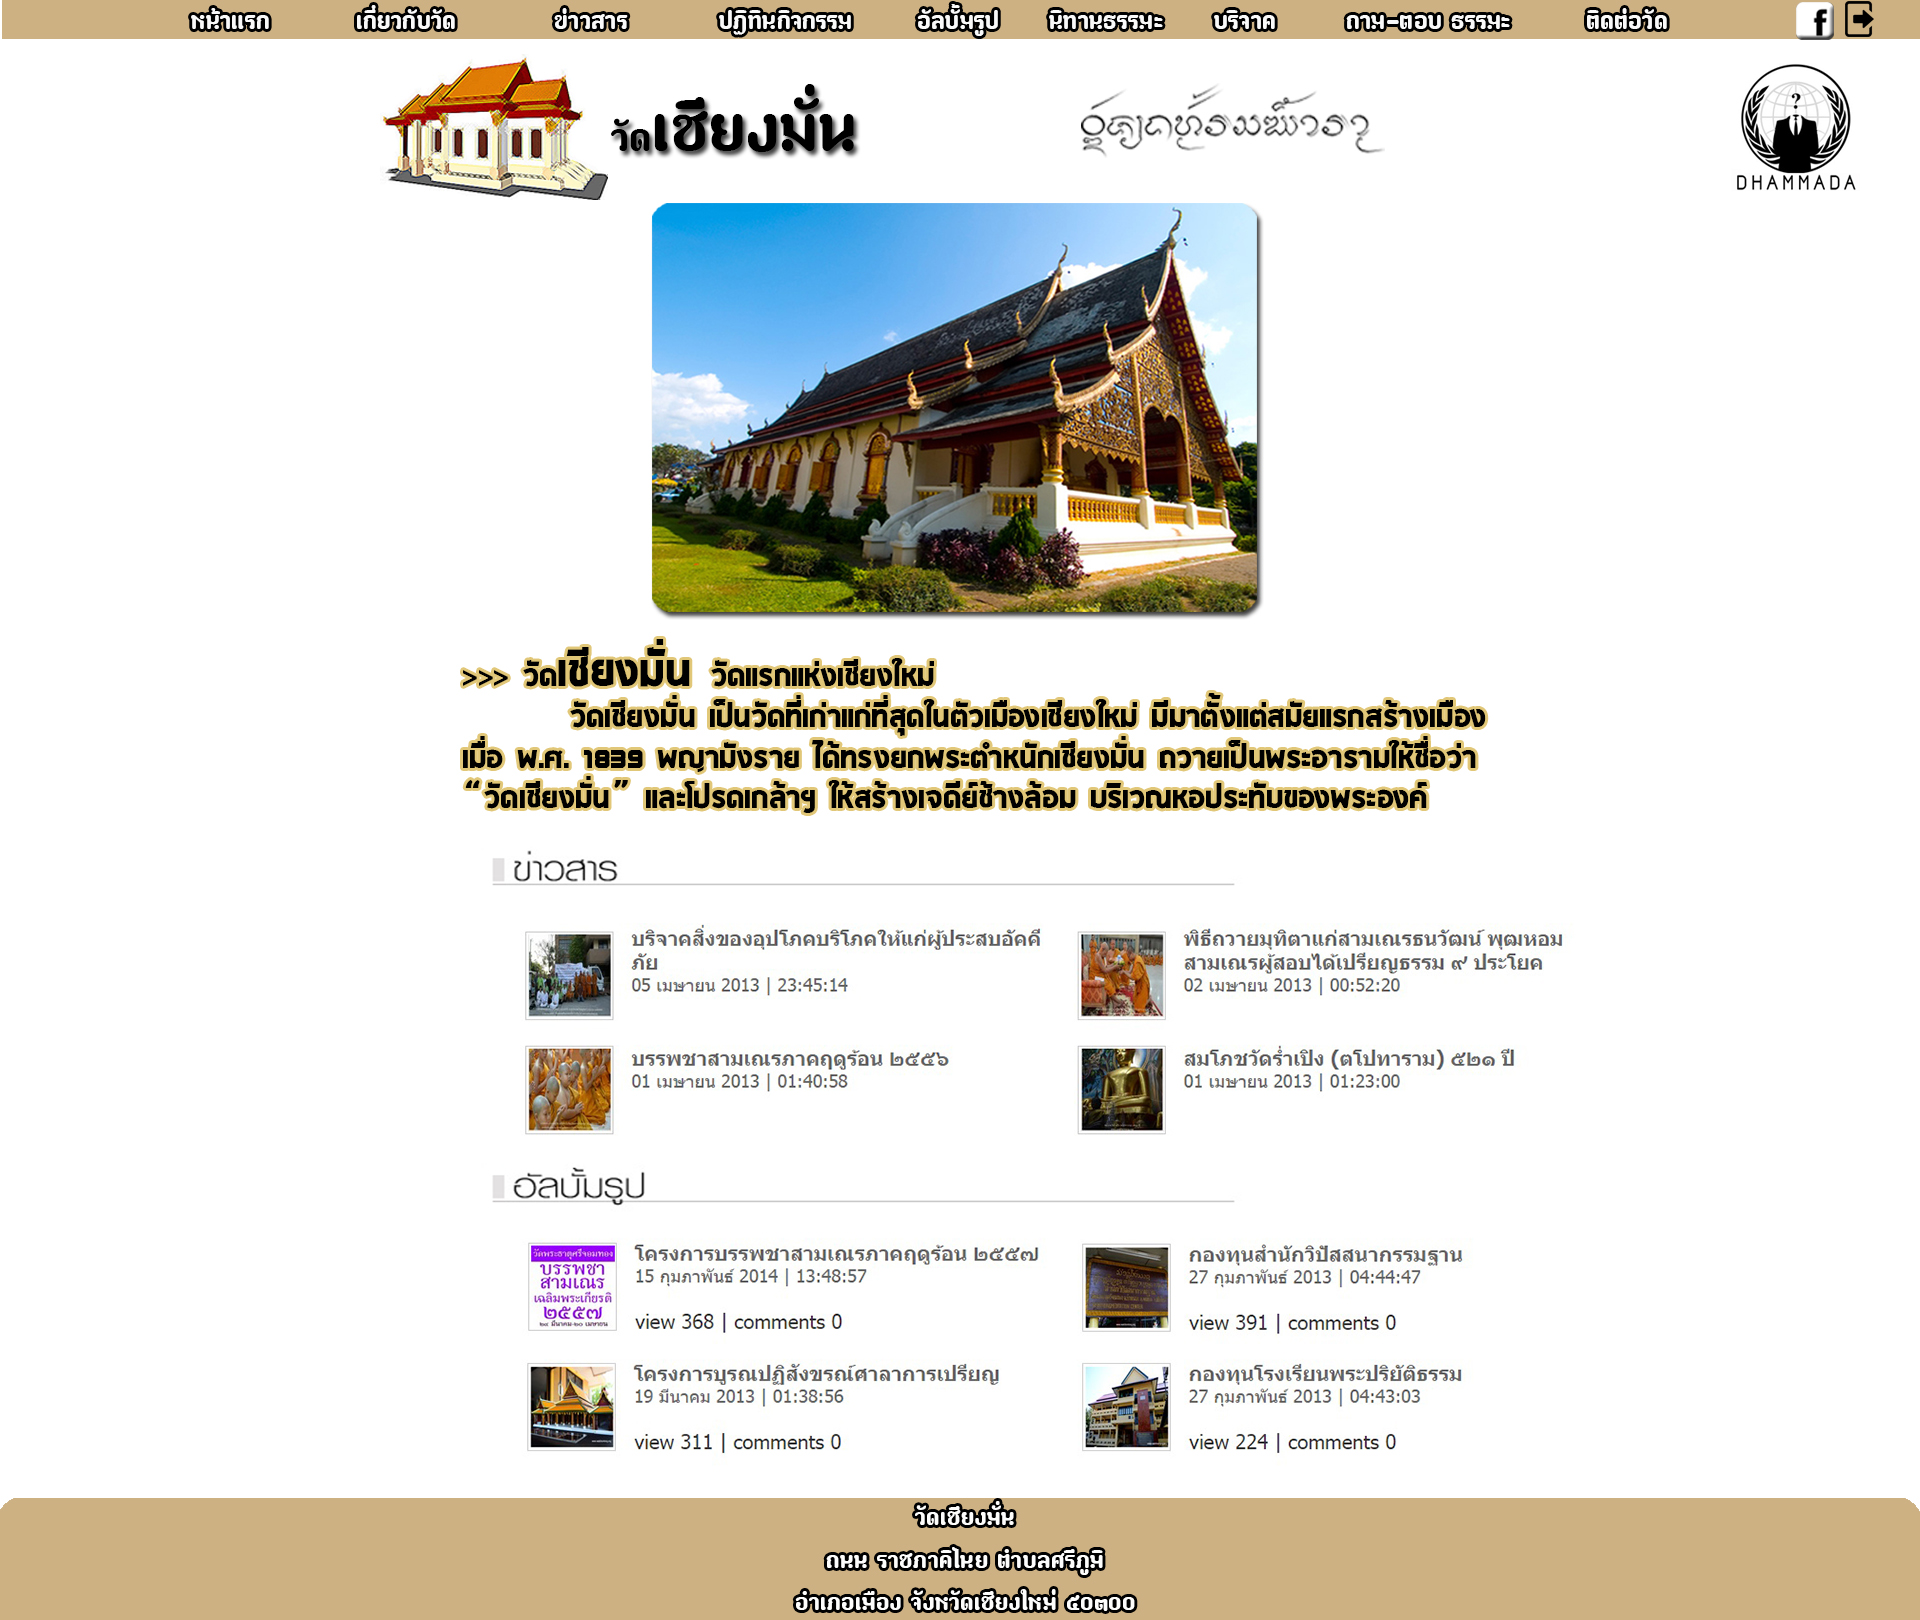 หน้าแรก เกี่ยวกับวัด ข่าวสาร ปฏิทินกิจกรรม อัลบั้มรูป นิทานธรรมะ บริจาค ถาม-ตอบ ธรรมะ ติดต่อวัด f
วัดเชียงมั่น
?
DHAMMADA
>>> วัดเชียงมั่น วัดแรกแห่งเชียงใหม่
วัดเชียงมั่น เป็นวัดที่เก่าแก่ที่สุดในตัวเมืองเชียงใหม่ มีมาตั้งแต่สมัยแรกสร้างเมือง
เมื่อ พ.ศ. 1839 พญามังราย ได้ทรงยกพระตำหนักเชียงมั่น ถวายเป็นพระอารามให้ชื่อว่า
“วัดเชียงมั่น” และโปรดเกล้าฯ ให้สร้างเจดีย์ช้างล้อม บริเวณหอประทับของพระองค์
ข่าวสาร
บริจาคสิ่งของอุปโภคบริโภคให้แก่ผู้ประสบอัคคี
ภัย
05 เมษายน 2013 | 23:45:14
พิธีถวายมุทิตาแก่สามเณรธนวัฒน์ พุฒหอม
สามเณรผู้สอบได้เปรียญธรรม ๙ ประโยค
02 เมษายน 2013 | 00:52:20
บรรพชาสามเณรภาคฤดูร้อน ๒๕๕๖
01 เมษายน 2013 | 01:40:58
สมโภชวัดร่ำเปิง (ตโปทาราม) ๕๒๑ ปี
01 เมษายน 2013 | 01:23:00
อัลบั้มรูป
วัดพระธาตุศรีจอมทอง
บรรพชา
สามเณร
เฉลิมพระเกียรติ
๒๕๕๗
โครงการบรรพชาสามเณรภาคฤดูร้อน ๒๕๕๗
15 กุมภาพันธ์ 2014 | 13:48:57
view 368 | comments 0
กองทุนสำนักวิปัสสนากรรมฐาน
27 กุมภาพันธ์ 2013 | 04:44:47
view 391 | comments 0
โครงการบูรณปฏิสังขรณ์ศาลาการเปรียญ
19 มีนาคม 2013 | 01:38:56
view 311 | comments 0
กองทุนโรงเรียนพระปริยัติธรรม
27 กุมภาพันธ์ 2013 | 04:43:03
view 224 | comments 0
วัดเชียงมั่น
ถนน ราชภาคิไนย ตำบลศรีภูมิ
อำเภอเมือง จังหวัดเชียงใหม่ ๕๐๓๐๐